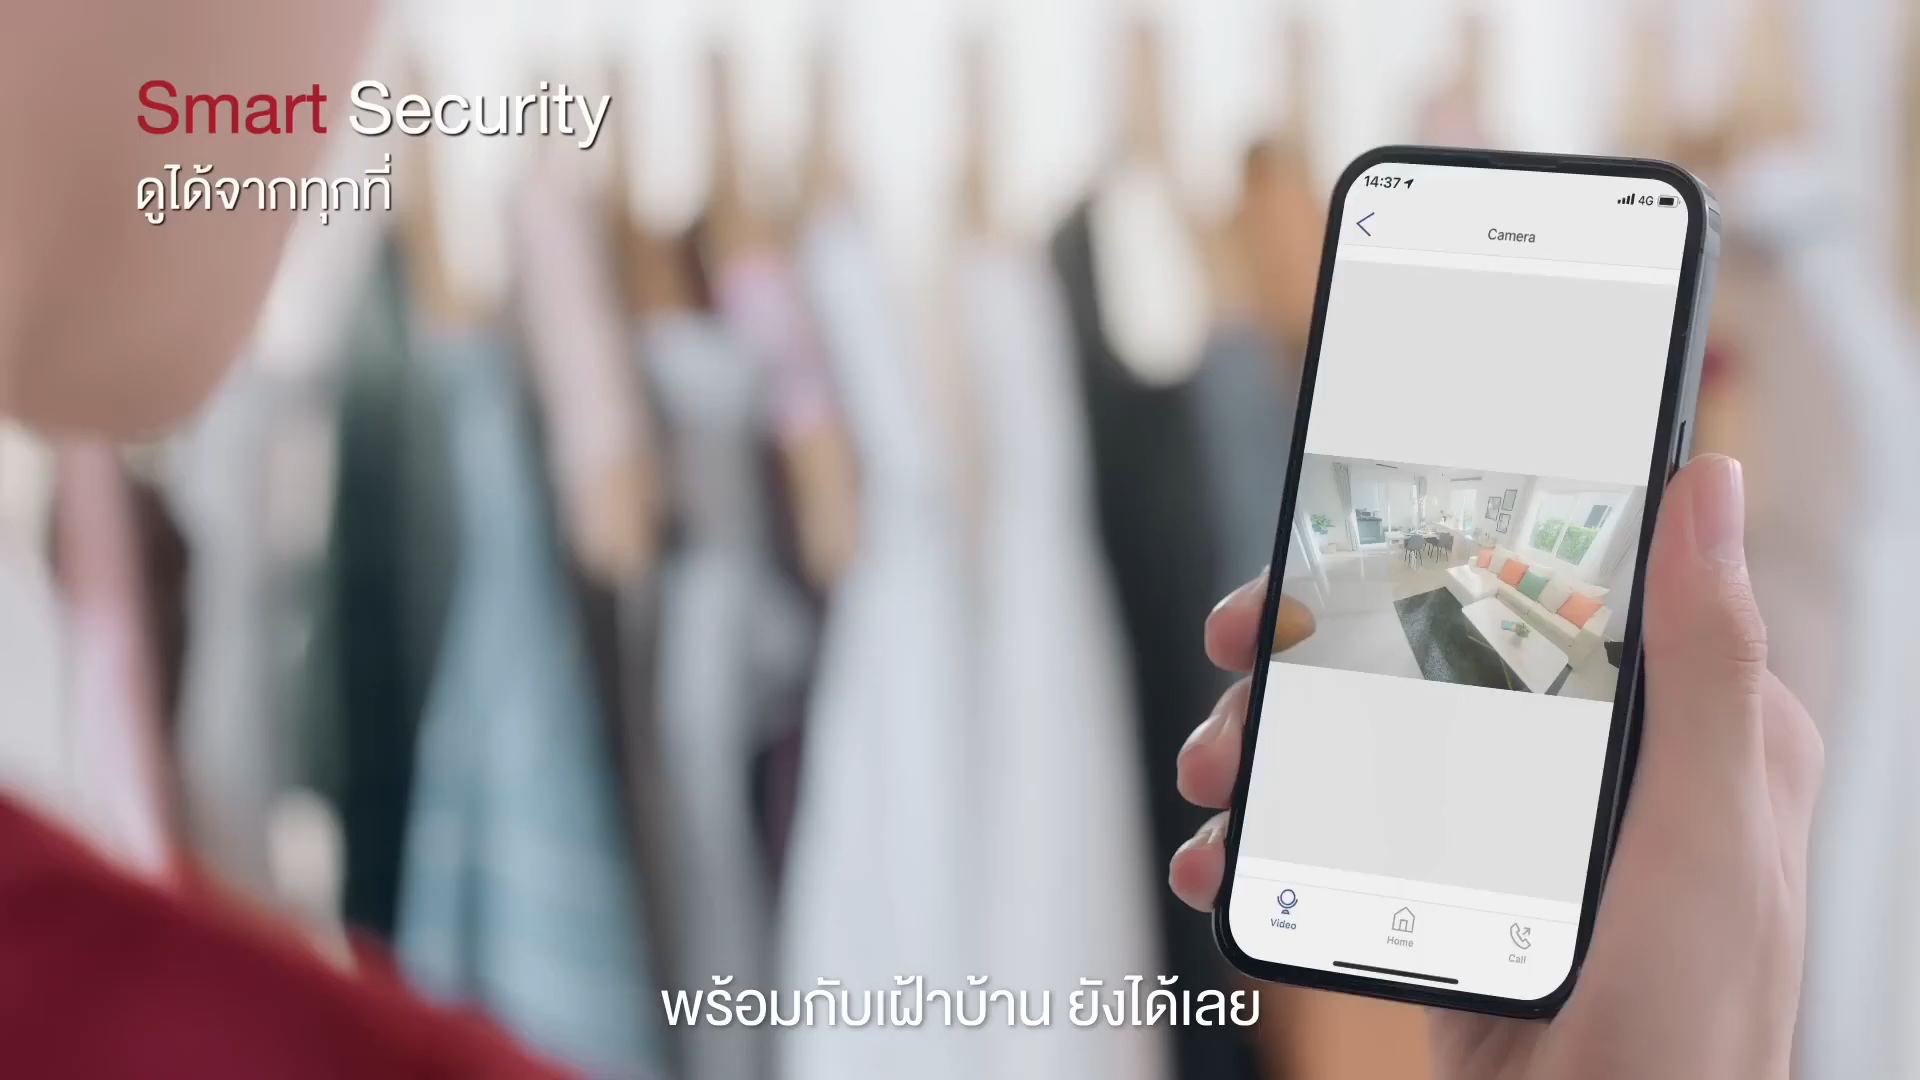 Smart Security
ดูได้จากทุกที่
14:37
4G
Camera
Video
Home
Call
พร้อมกับเฝ้าบ้าน ยังได้เลย